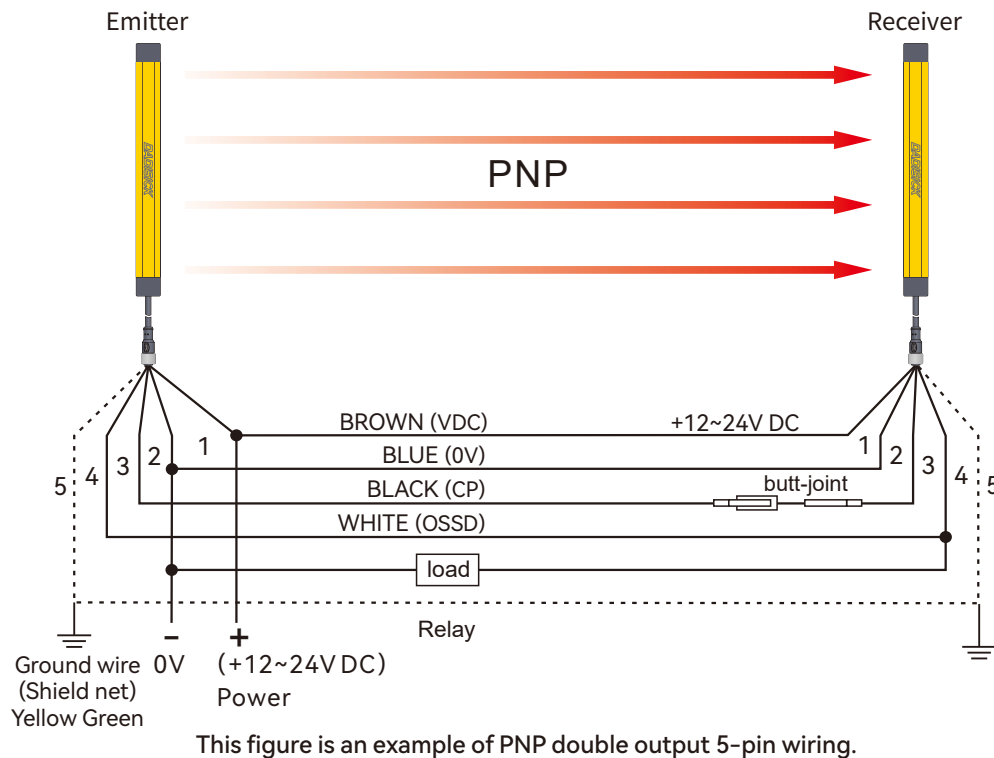 Emitter
Receiver
DADISICK
DADISICK
PNP
BROWN (VDC)
+12~24V DC
1
1
BLUE (0V)
2
2
3
3
BLACK (CP)
butt-joint
4
4
5
5
WHITE (OSSD)
load
Relay
-
+
Ground wire
(Shield net)
Yellow Green
0V
(+12~24V DC)
Power
This figure is an example of PNP double output 5-pin wiring.